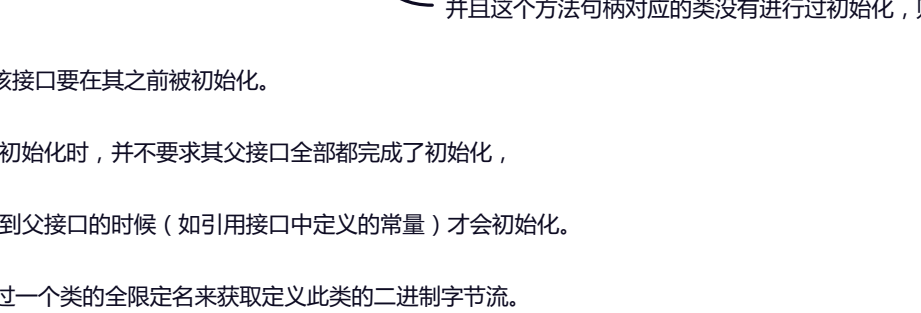 并且这个方法句柄对应的类没有进行过初始化，
接口要在其之前被初始化。
初始化时，并不要求其父接口全部都完成了初始化，
到父接口的时候（如引用接口中定义的常量）才会初始化。
过一个类的全限定名来获取定义此类的二进制字节流。